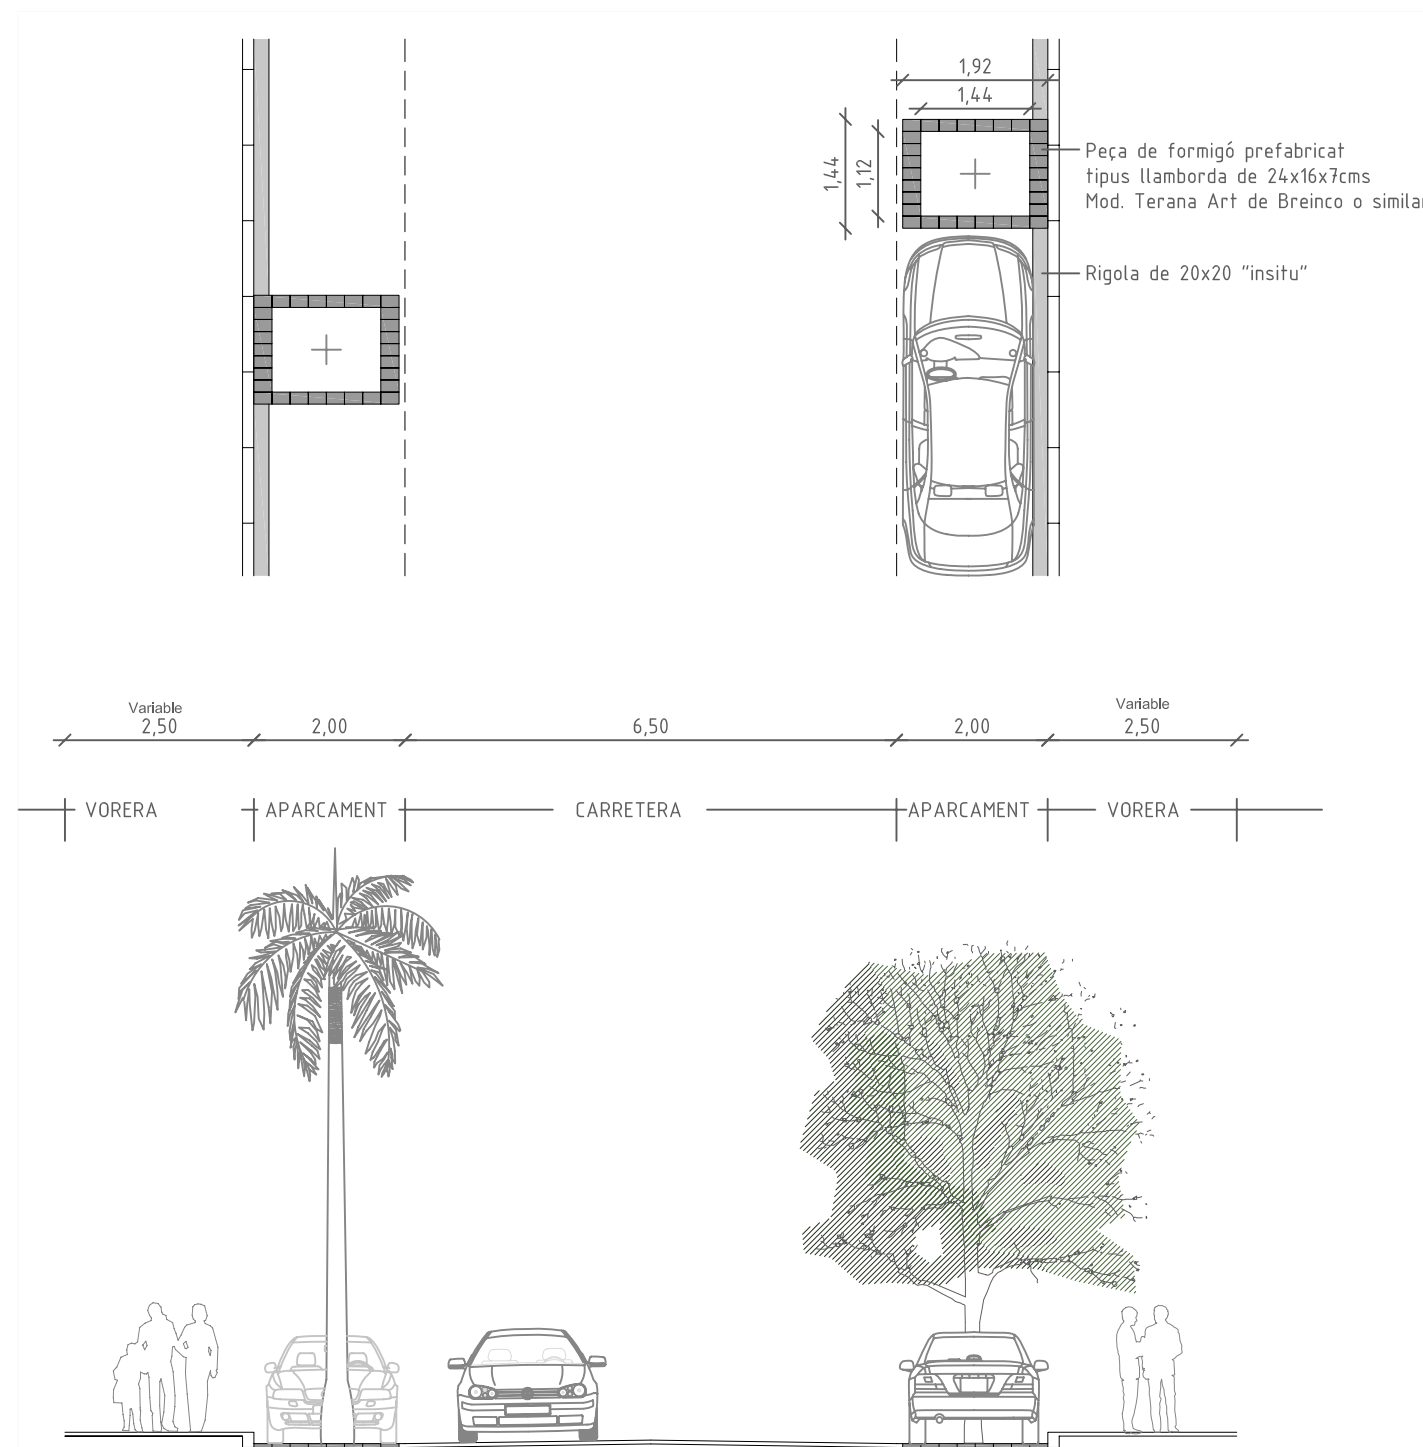 1,92
1,44
1,44
1,12
Peça de formigó prefabricat
tipus llamborda de 24x16x7cms
Mod. Terana Art de Breinco o similar
Rigola de 20x20 "insitu"
Variable
2,50
2,00
6,50
2,00
Variable
2,50
VORERA
APARCAMENT
CARRETERA
APARCAMENT
VORERA